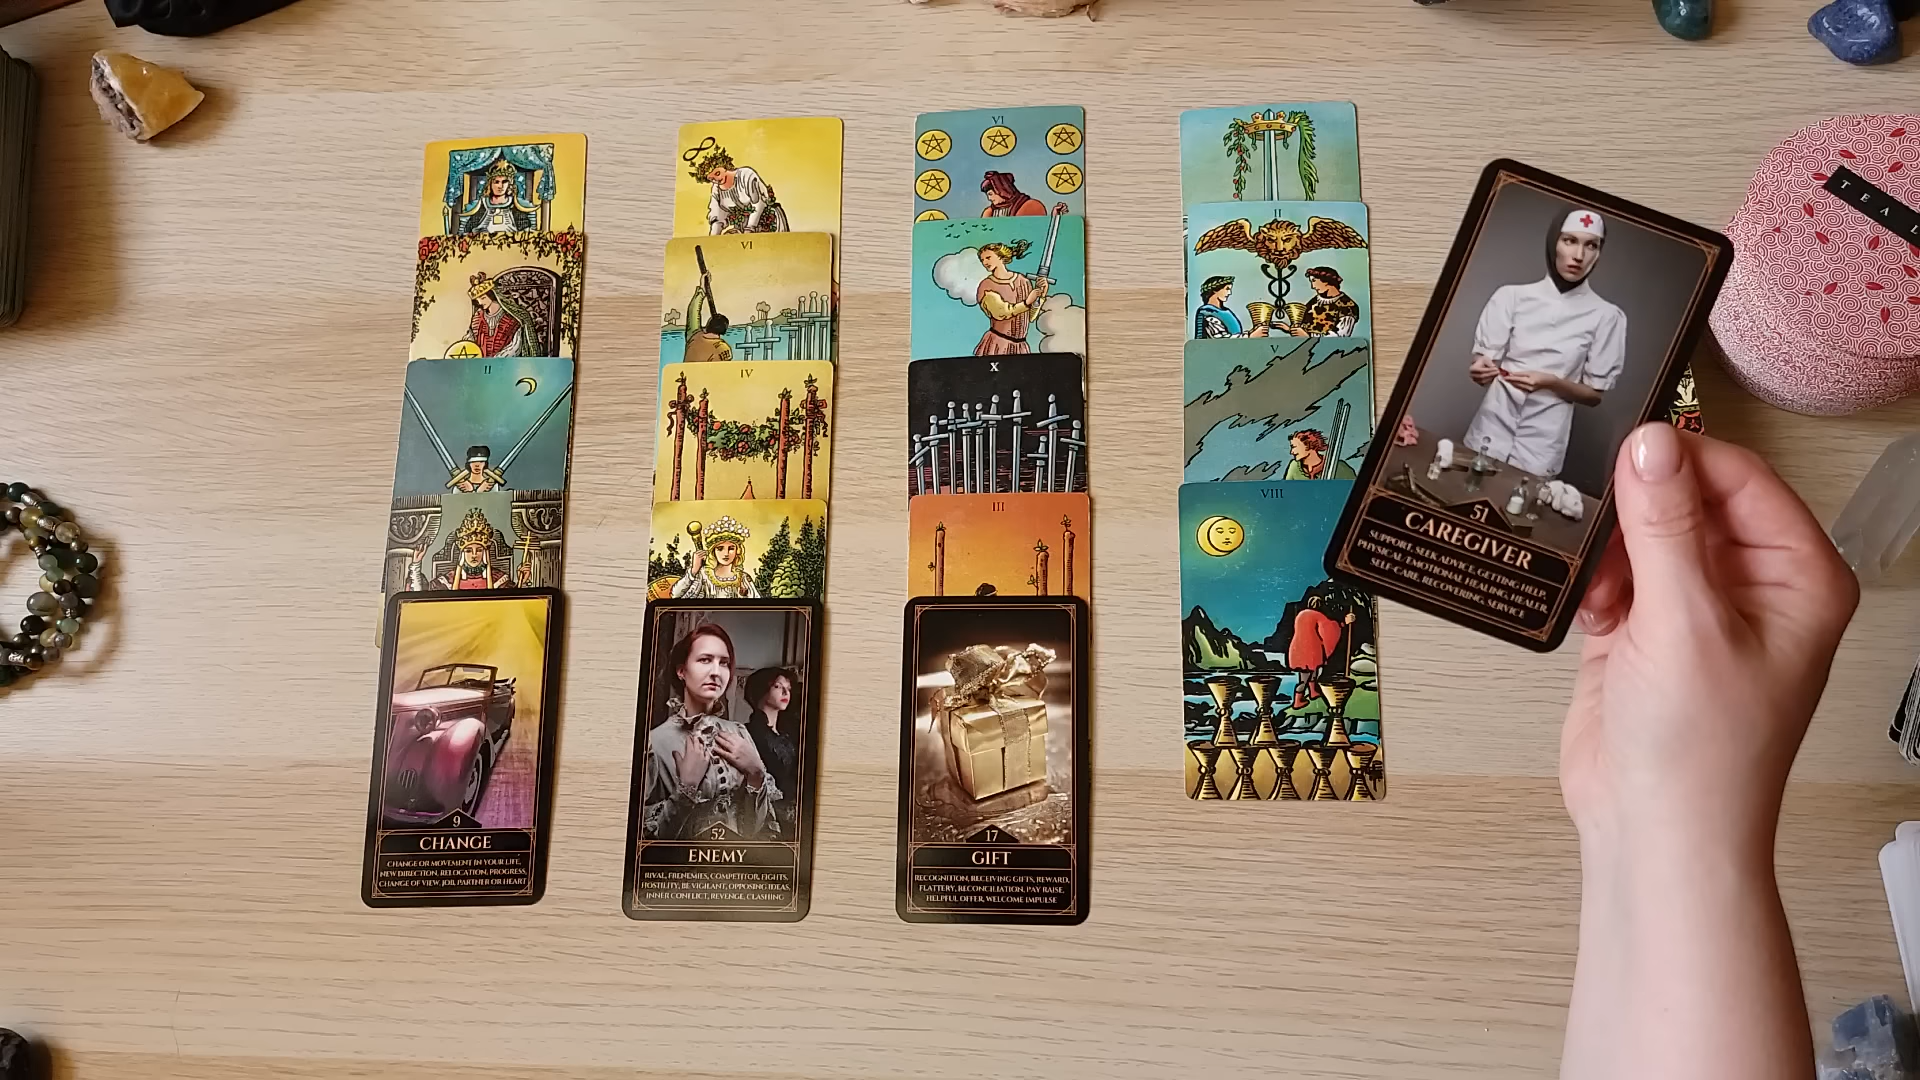 VI
II
VI
II
IV
X
V
III
VIII
TEA
9
CHANGE
CHANGE OR MOVEMENT IN YOUR LIFE,
NEW DIRECTION, RELOCATION, PROGRESS,
CHANGE OF VIEW, JOB, PARTNER OR HEART
52
ENEMY
RIVAL, FRENEMIES, COMPETITOR, FIGHTS,
HOSTILITY, BE VIGILANT, OPPOSING IDEAS,
INNER CONFLICT, REVENGE, CLASHING
17
GIFT
RECOGNITION, RECEIVING GIFTS, REWARD,
FLATTERY, RECONCILIATION, PAY RAISE,
HELPFUL OFFER, WELCOME IMPULSE
51
CAREGIVER
SUPPORT, SEEK ADVICE, GETTING HELP,
PHYSICAL/EMOTIONAL HEALING, HEALER,
SELF-CARE, RECONVALESCING,
OVERING, SERVICE